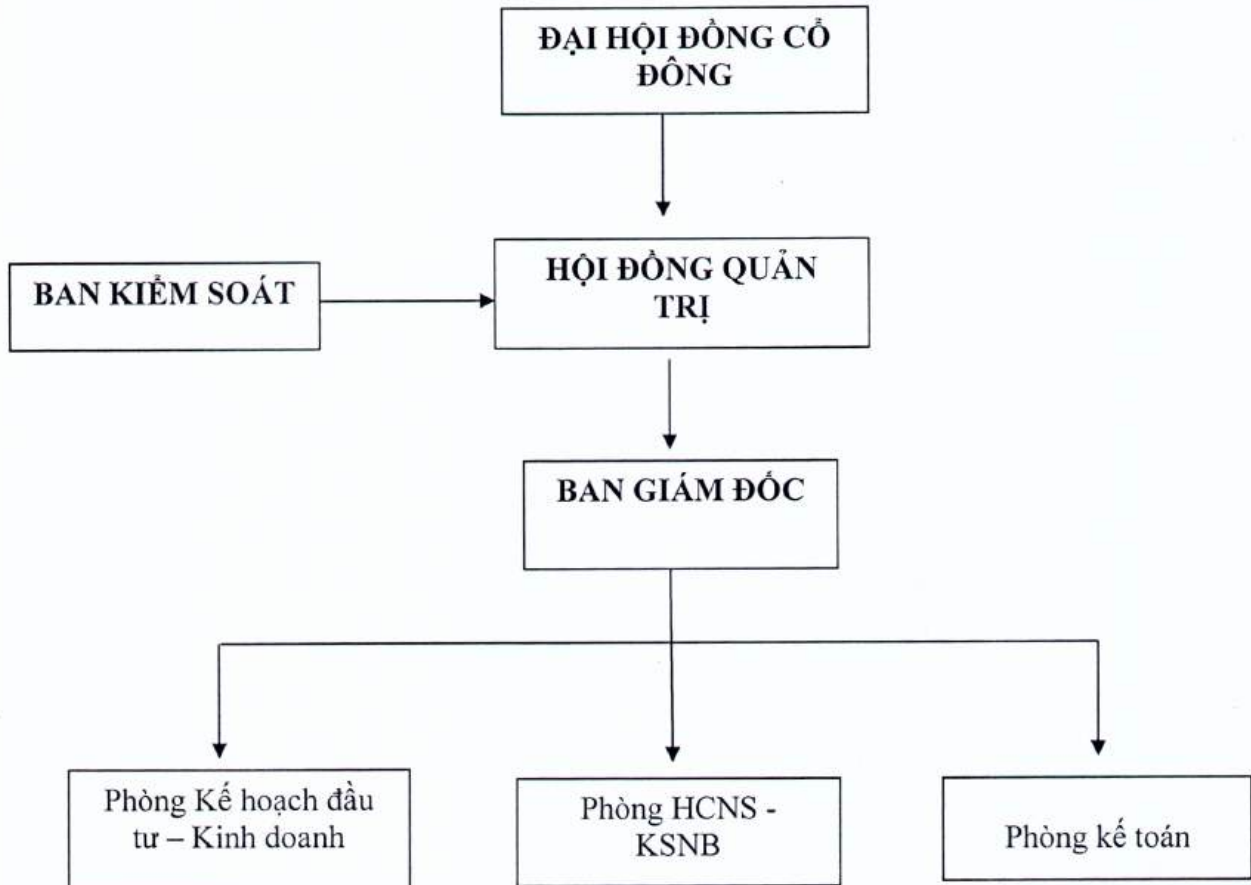 ĐẠI HỘI ĐỒNG CỔ
ĐÔNG
BAN KIỂM SOÁT
HỘI ĐỒNG QUẢN
TRỊ
BAN GIÁM ĐỐC
Phòng Kế hoạch đầu
tư – Kinh doanh
Phòng HCNS -
KSNB
Phòng kế toán